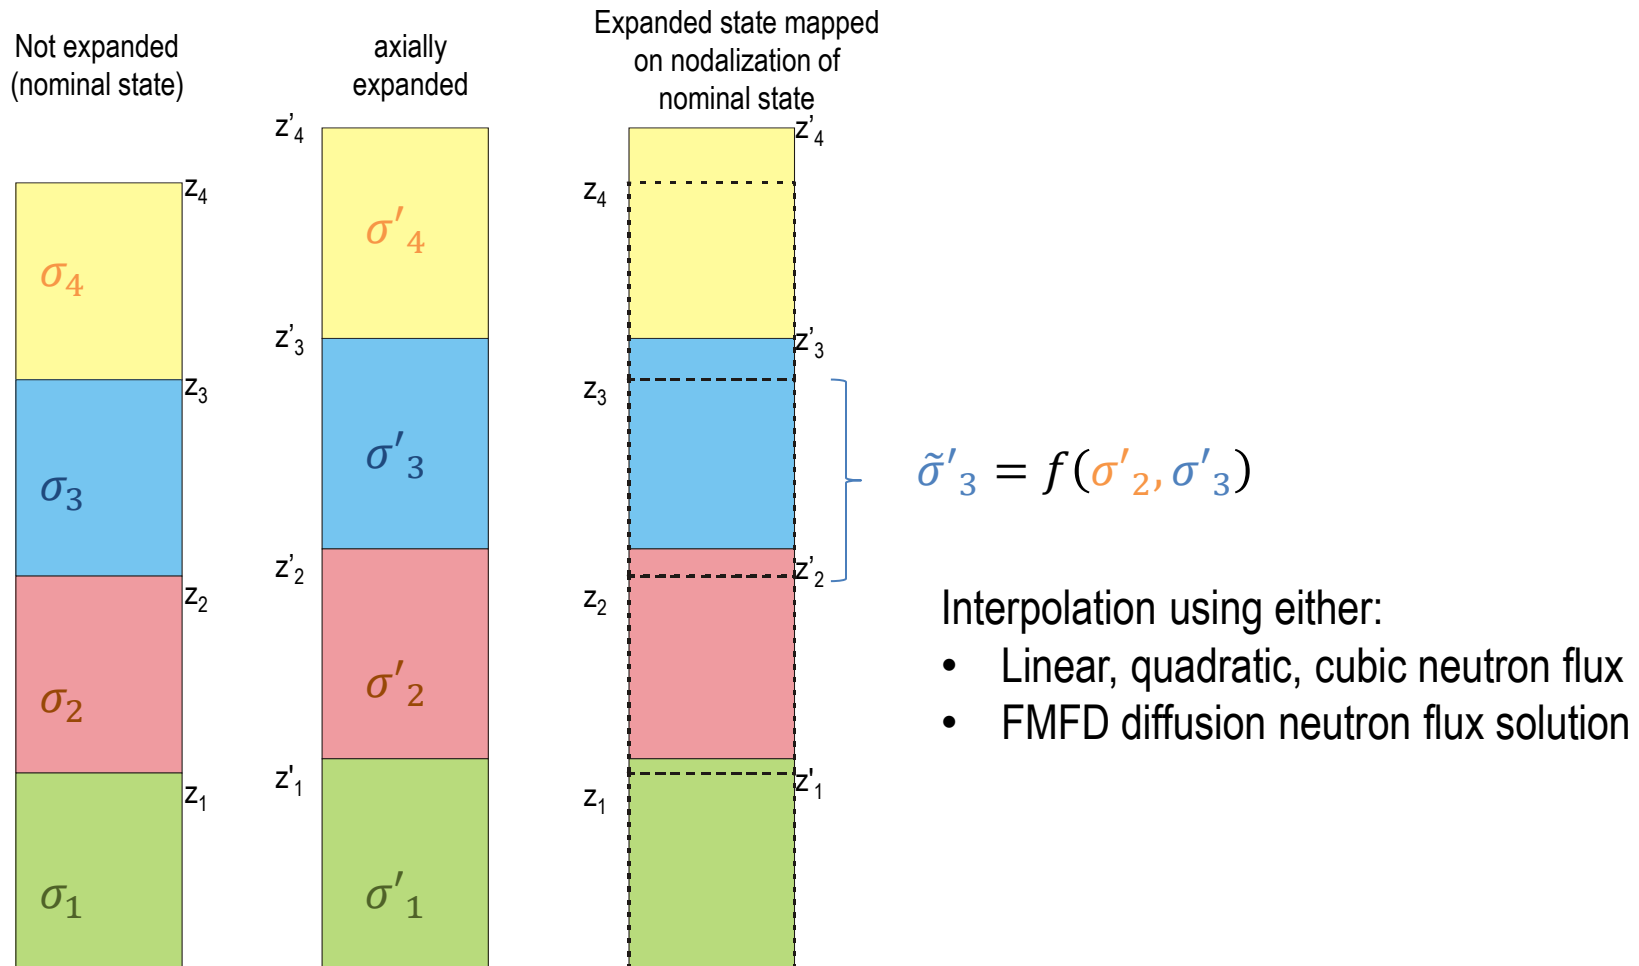 Not expanded
(nominal state)
z₄
σ₄
z₃
σ₃
z₂
σ₂
z₁
σ₁
axially
expanded
z'₄
σ′₄
z'₃
σ′₃
z'₂
σ′₂
z'₁
σ′₁
Expanded state mapped
on nodalization of
nominal state
z'₄
z₄
z'₃
z₃
z'₂
z₂
z'₁
z₁
σ̃′₃ = f(σ′₂, σ′₃)
Interpolation using either:
• Linear, quadratic, cubic neutron flux
• FMFD diffusion neutron flux solution